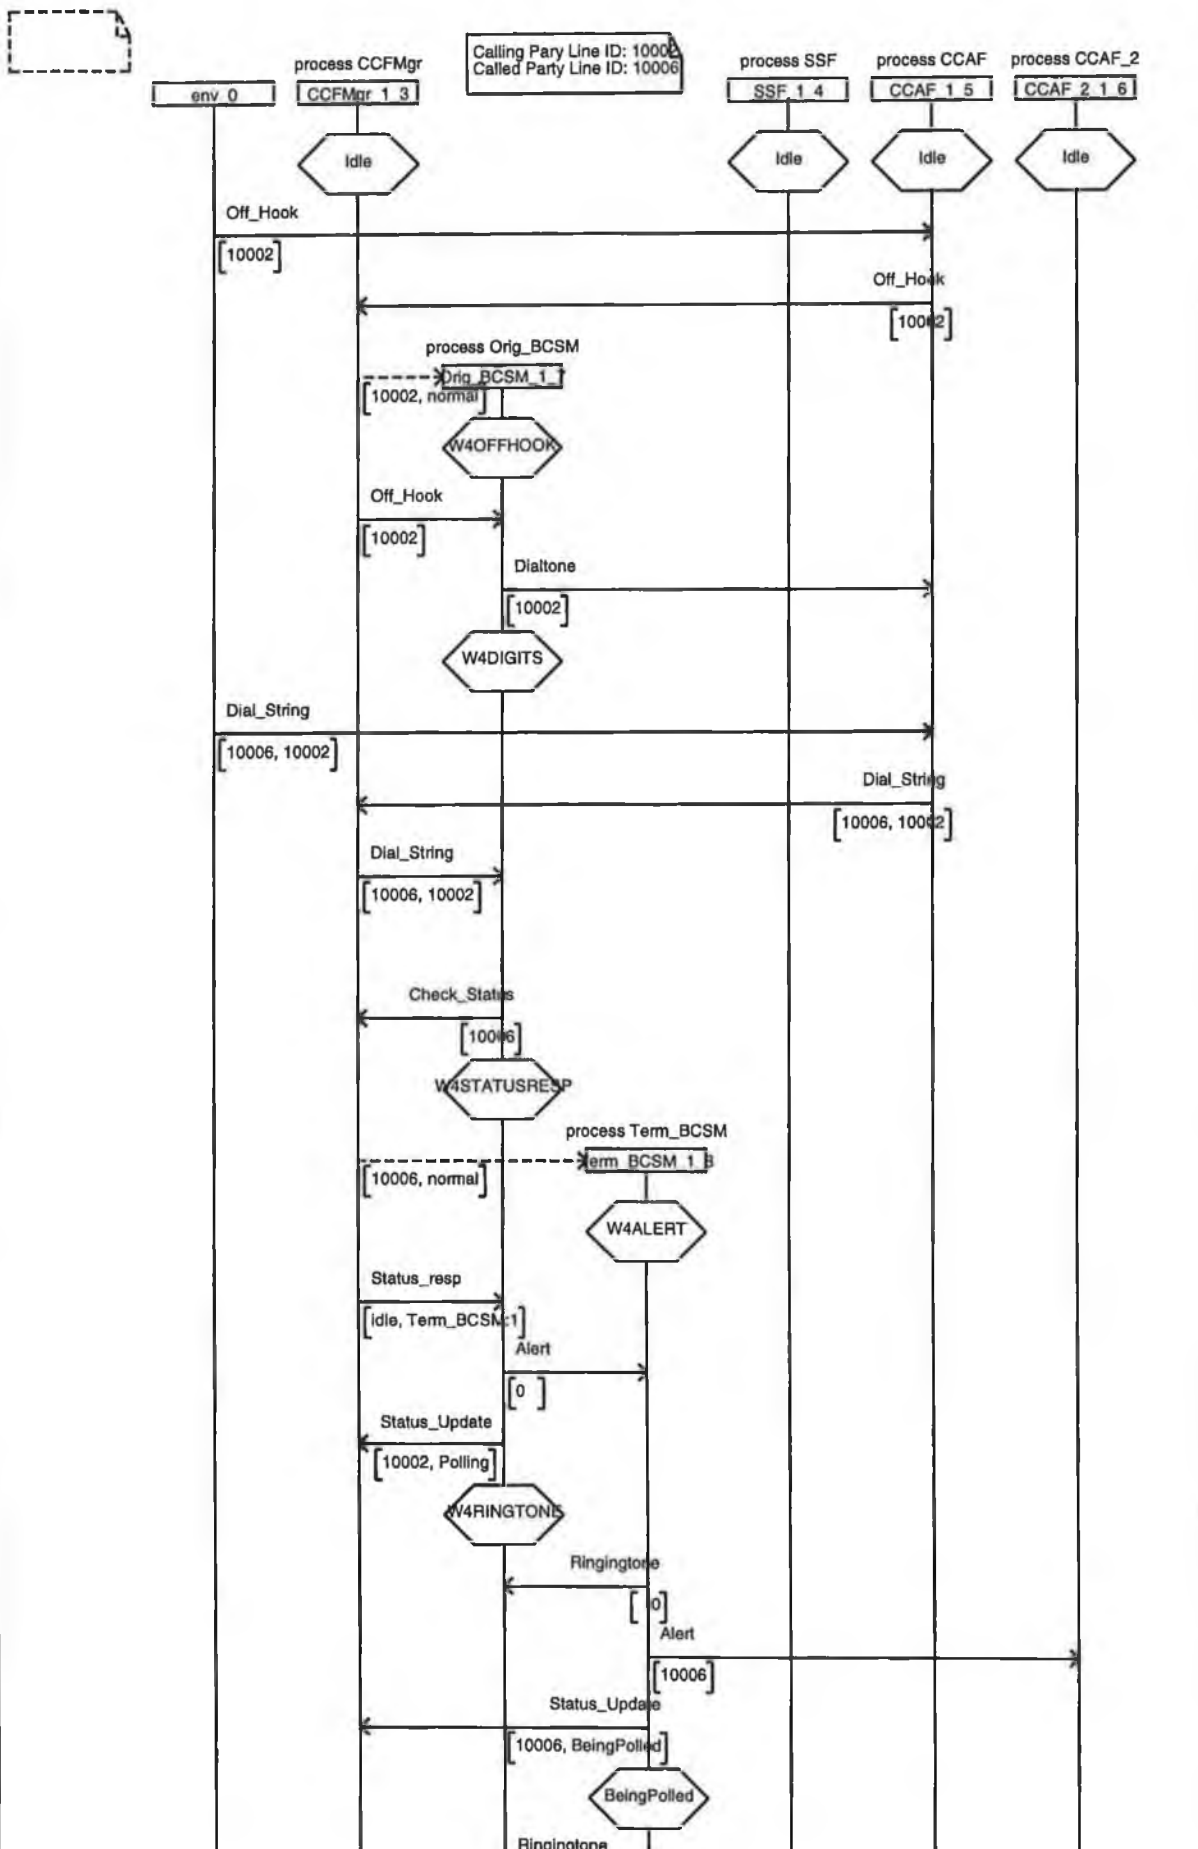 Calling Pary Line ID: 10002
Called Party Line ID: 10006
process CCFMgr
process SSF
process CCAF
process CCAF_2
env_0
CCFMgr_1_3
SSF_1_4
CCAF_1_5
CCAF_2_1_6
Idle
Idle
Idle
Idle
Off_Hook
[10002]
Off_Hook
[10002]
process Orig_BCSM
Orig_BCSM_1_7
[10002, normal]
W4OFFHOOK
Off_Hook
[10002]
Dialtone
[10002]
W4DIGITS
Dial_String
[10006, 10002]
Dial_String
[10006, 10002]
Dial_String
[10006, 10002]
Check_Status
[10006]
W4STATUSRESP
process Term_BCSM
Term_BCSM_1_8
[10006, normal]
W4ALERT
Status_resp
[idle, Term_BCSM:1]
Alert
[0 ]
Status_Update
[10002, Polling]
W4RINGTONE
Ringingtone
[ 0]
Alert
[10006]
Status_Update
[10006, BeingPolled]
BeingPolled
Ringingtone